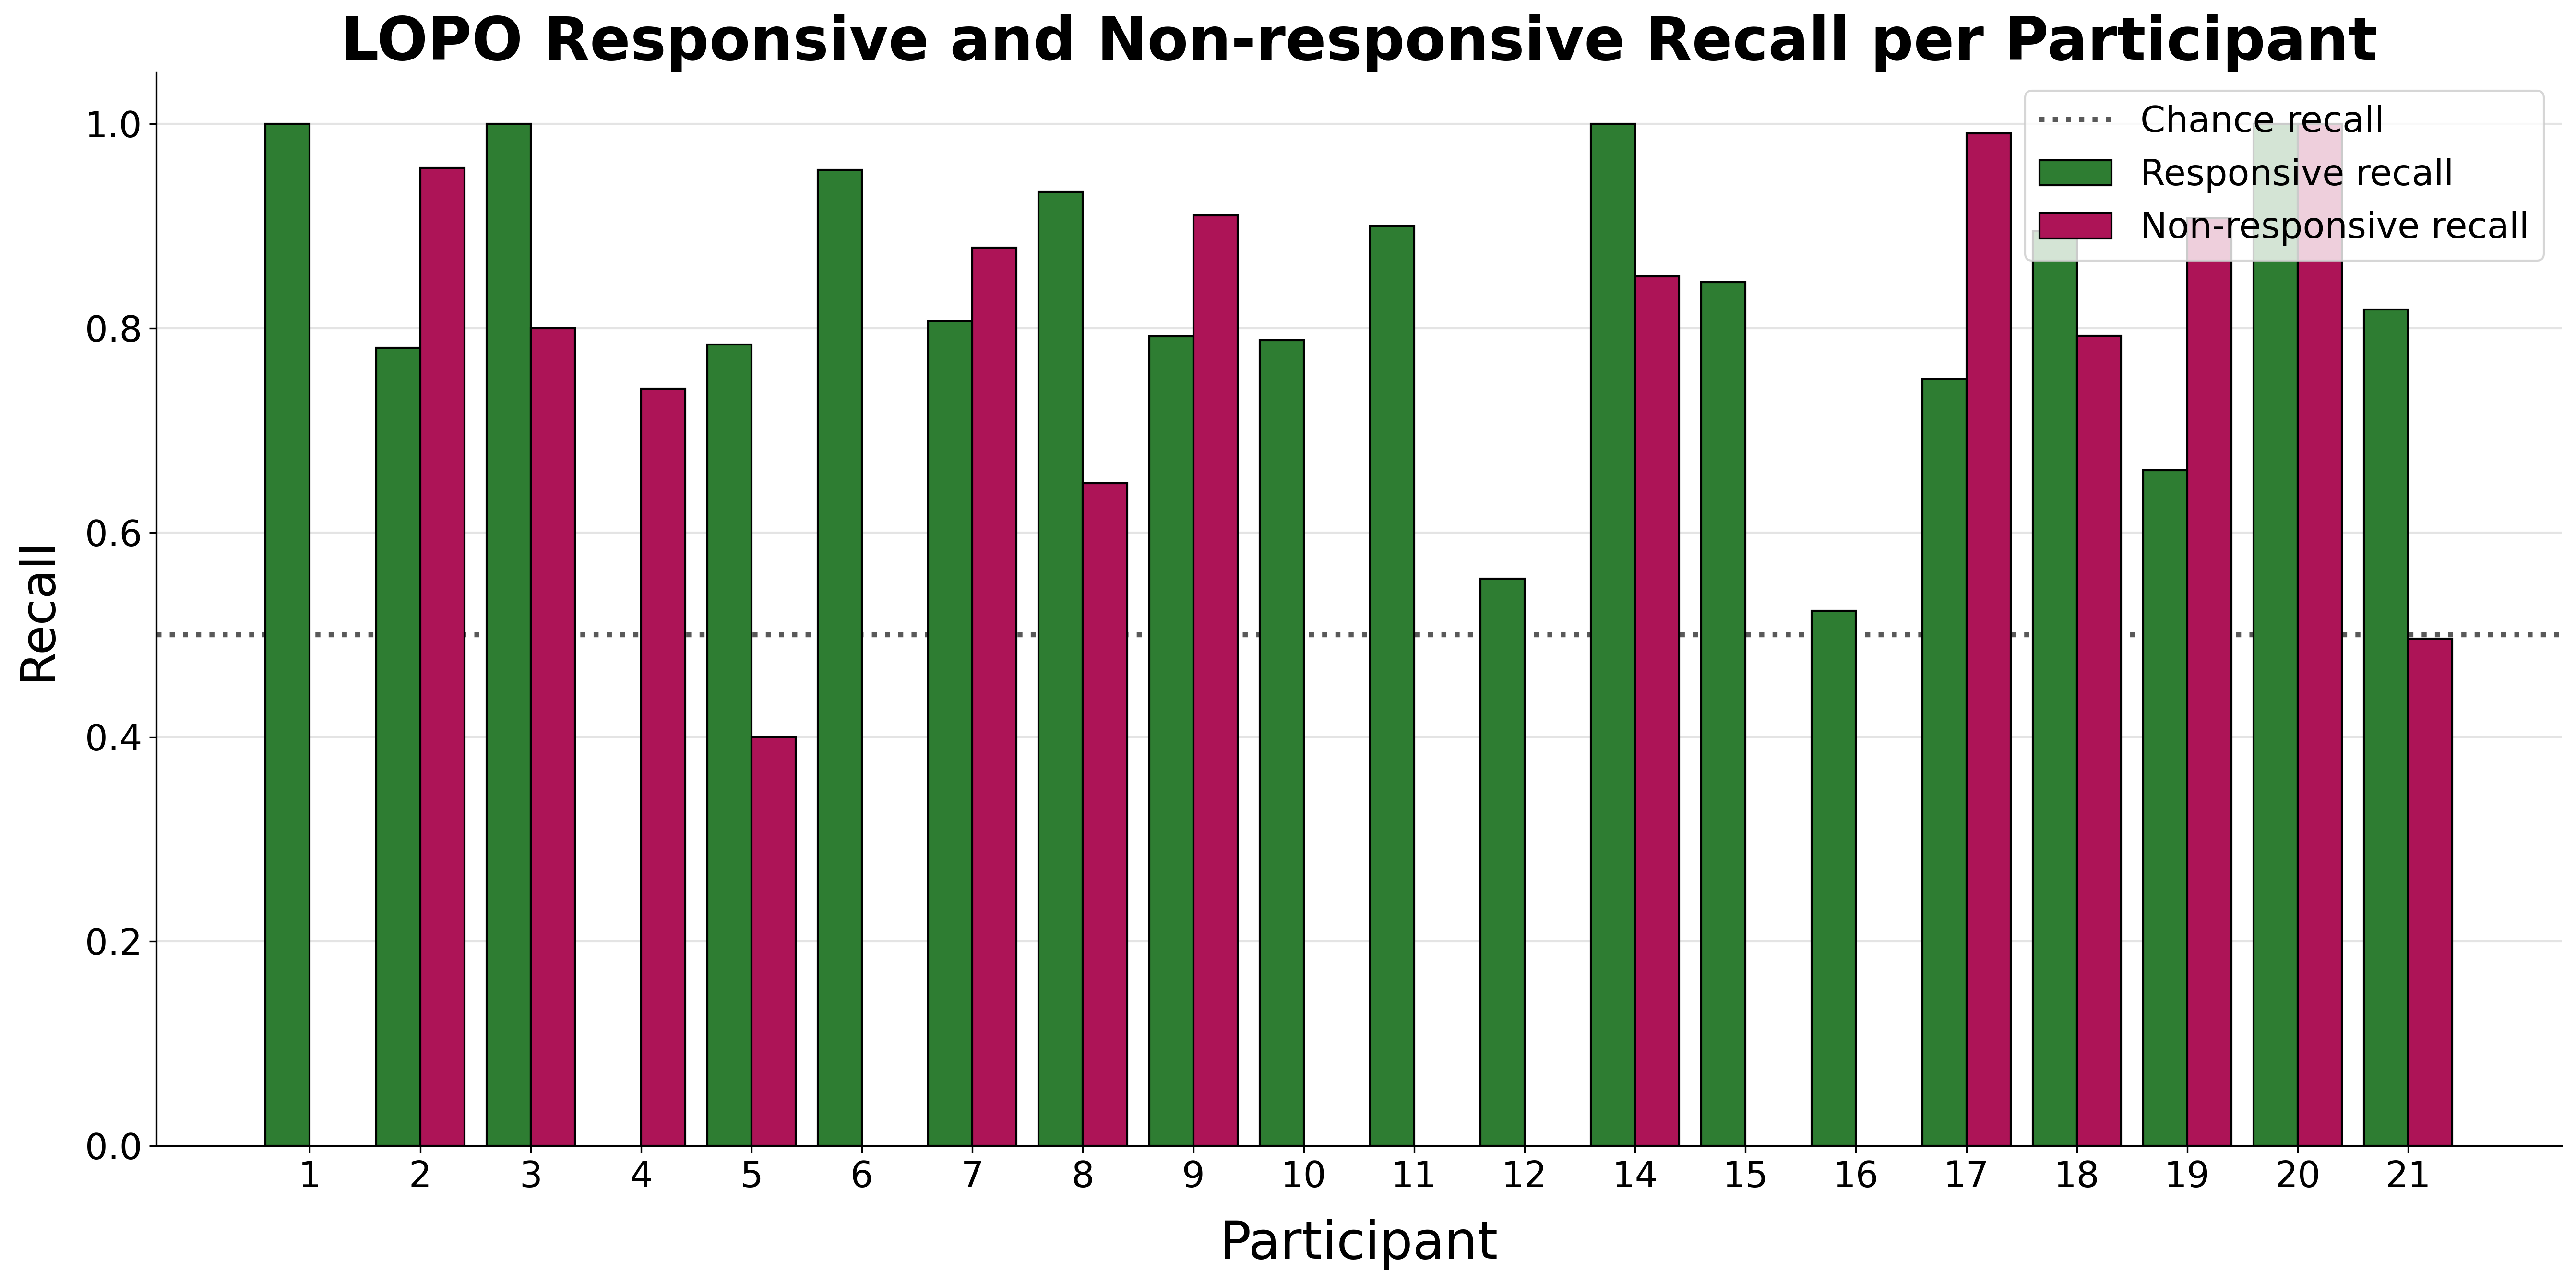 LOPO Responsive and Non-responsive Recall per Participant
Chance recall
Responsive recall
Non-responsive recall
Recall
1.0
0.8
0.6
0.4
0.2
0.0
1 2 3 4 5 6 7 8 9 10 11 12 14 15 16 17 18 19 20 21
Participant